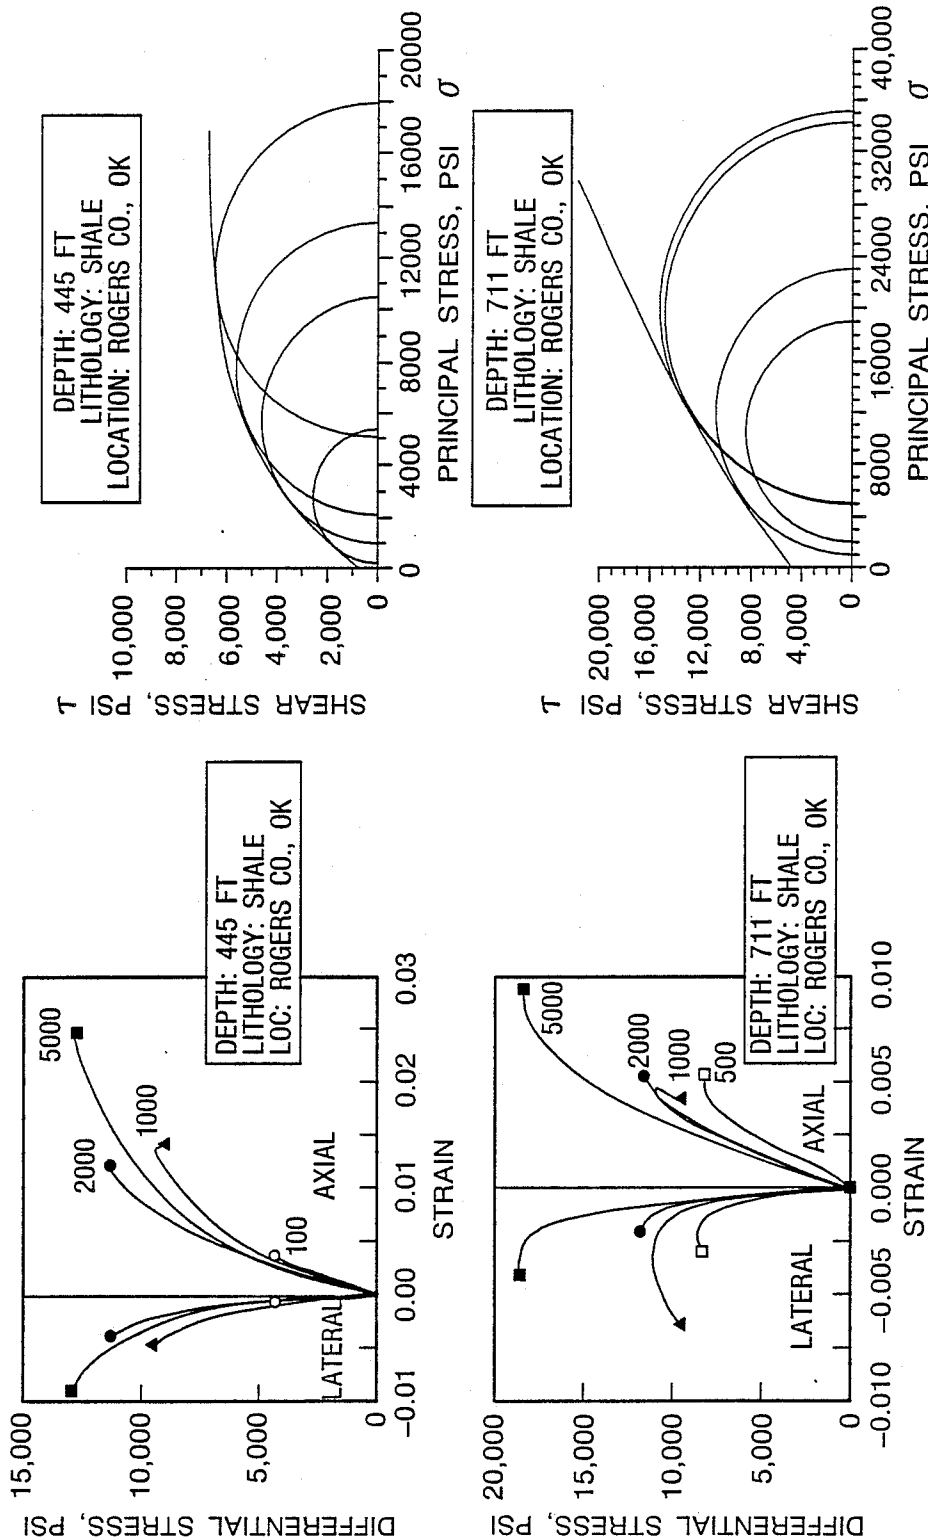 15,000
10,000
5,000
0
DIFFERENTIAL STRESS, PSI
5000
2000
1000
100
LATERAL
AXIAL
-0.01
0.00
0.01
0.02
0.03
STRAIN
DEPTH: 445 FT
LITHOLOGY: SHALE
LOC: ROGERS CO., OK
10,000
8,000
6,000
4,000
2,000
0
SHEAR STRESS, PSI τ
DEPTH: 445 FT
LITHOLOGY: SHALE
LOCATION: ROGERS CO., OK
0
4000
8000
12000
16000
20000
PRINCIPAL STRESS, PSI σ
20,000
15,000
10,000
5,000
0
DIFFERENTIAL STRESS, PSI
5000
2000
1000
500
LATERAL
AXIAL
-0.010
-0.005
0.000
0.005
0.010
STRAIN
DEPTH: 711 FT
LITHOLOGY: SHALE
LOC: ROGERS CO., OK
20,000
16,000
12,000
8,000
4,000
0
SHEAR STRESS, PSI τ
DEPTH: 711 FT
LITHOLOGY: SHALE
LOCATION: ROGERS CO., OK
0
8000
16000
24000
32000
40,000
PRINCIPAL STRESS, PSI σ